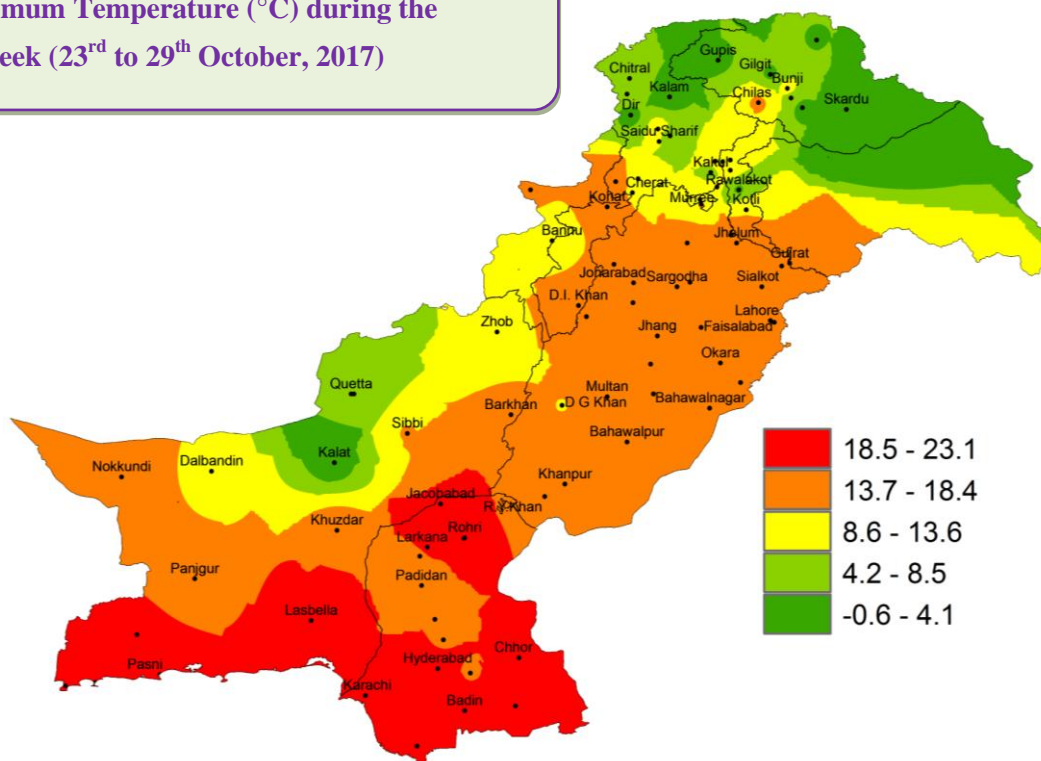 mum Temperature (°C) during the
eek (23rd to 29th October, 2017)
Gupis
Chitral
Gilgit
Bunji
Kalam
Chilas
Skardu
Dir
Saidu Sharif
Kakul
Cherat
Rawalakot
Kohat
Murree
Kotli
Bannu
Jhelum
Gujrat
Joharabad
Sargodha
Sialkot
D.I. Khan
Lahore
Zhob
Jhang
Faisalabad
Okara
Quetta
Multan
Barkhan
D G Khan
Bahawalnagar
Sibbi
Bahawalpur
18.5 - 23.1
Kalat
Nokkundi
Dalbandin
Khanpur
13.7 - 18.4
Jacobabad
R.Y.Khan
Khuzdar
Rohri
8.6 - 13.6
Larkana
Panjgur
Padidan
4.2 - 8.5
Lasbella
-0.6 - 4.1
Chhor
Pasni
Hyderabad
Karachi
Badin